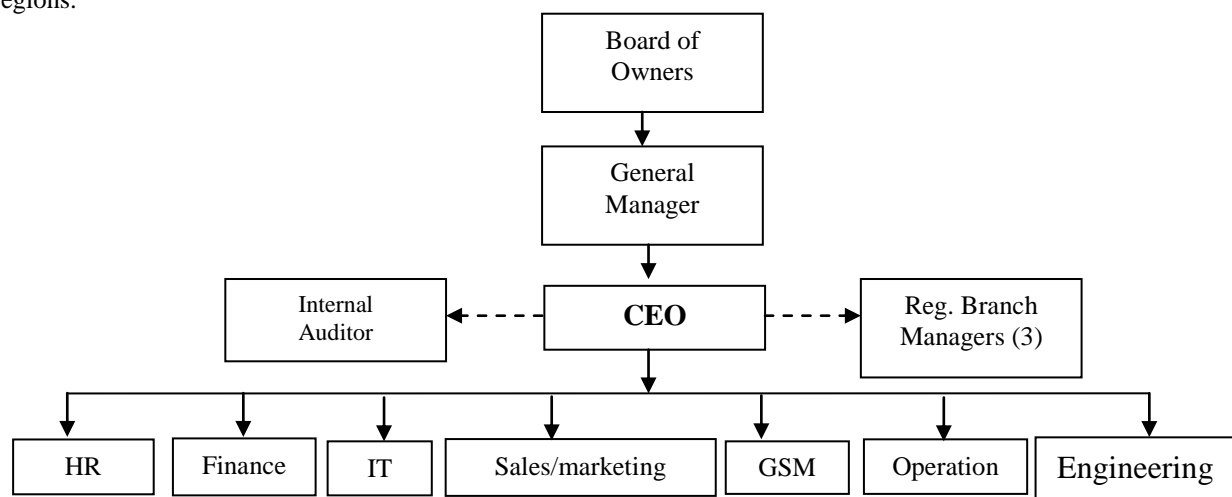 egions.
Board of
Owners
General
Manager
Internal
Auditor
CEO
Reg. Branch
Managers (3)
HR
Finance
IT
Sales/marketing
GSM
Operation
Engineering